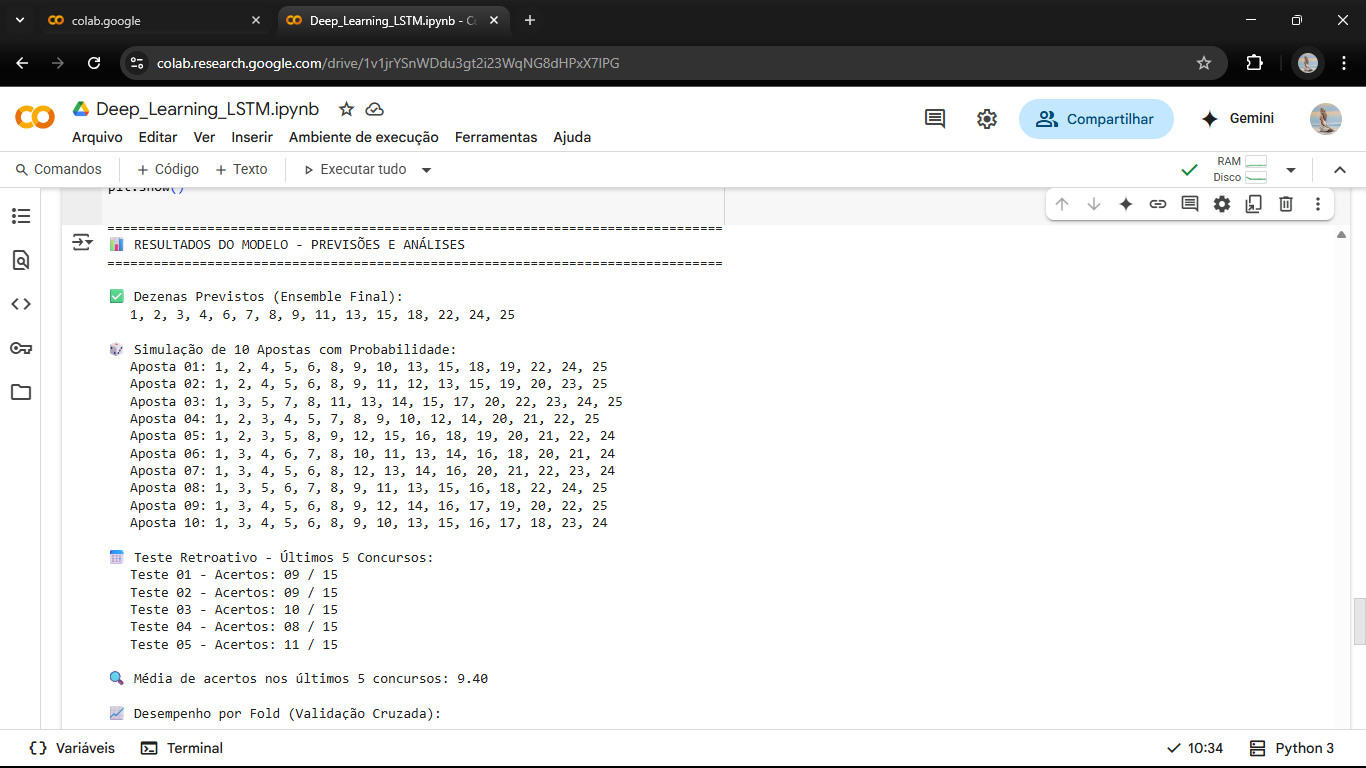 colab.google
Deep_Learning_LSTM.ipynb - Co
colab.research.google.com/drive/1v1jrYSnWDdu3gt2i23WqNG8dHPxX7IPG
Deep_Learning_LSTM.ipynb
Compartilhar
Gemini
Arquivo Editar Ver Inserir Ambiente de execução Ferramentas Ajuda
Comandos + Código + Texto Executar tudo
RAM
Disco
plt.show()
================================================================================
RESULTADOS DO MODELO - PREVISÕES E ANÁLISES
================================================================================
Dezenas Previstos (Ensemble Final):
1, 2, 3, 4, 6, 7, 8, 9, 11, 13, 15, 18, 22, 24, 25
Simulação de 10 Apostas com Probabilidade:
Aposta 01: 1, 2, 4, 5, 6, 8, 9, 10, 13, 15, 18, 19, 22, 24, 25
Aposta 02: 1, 2, 4, 5, 6, 8, 9, 11, 12, 13, 15, 19, 20, 23, 25
Aposta 03: 1, 3, 5, 7, 8, 11, 13, 14, 15, 17, 20, 22, 23, 24, 25
Aposta 04: 1, 2, 3, 4, 5, 7, 8, 9, 10, 12, 14, 20, 21, 22, 25
Aposta 05: 1, 2, 3, 5, 8, 9, 12, 15, 16, 18, 19, 20, 21, 22, 24
Aposta 06: 1, 3, 4, 6, 7, 8, 10, 11, 13, 14, 16, 18, 20, 21, 24
Aposta 07: 1, 3, 4, 5, 6, 8, 12, 13, 14, 16, 20, 21, 22, 23, 24
Aposta 08: 1, 3, 5, 6, 7, 8, 9, 11, 13, 15, 16, 18, 22, 24, 25
Aposta 09: 1, 3, 4, 5, 6, 8, 9, 12, 14, 16, 17, 19, 20, 22, 25
Aposta 10: 1, 3, 4, 5, 6, 8, 9, 10, 13, 15, 16, 17, 18, 23, 24
Teste Retroativo - Últimos 5 Concursos:
Teste 01 - Acertos: 09 / 15
Teste 02 - Acertos: 09 / 15
Teste 03 - Acertos: 10 / 15
Teste 04 - Acertos: 08 / 15
Teste 05 - Acertos: 11 / 15
Média de acertos nos últimos 5 concursos: 9.40
Desempenho por Fold (Validação Cruzada):
Variáveis Terminal
10:34 Python 3